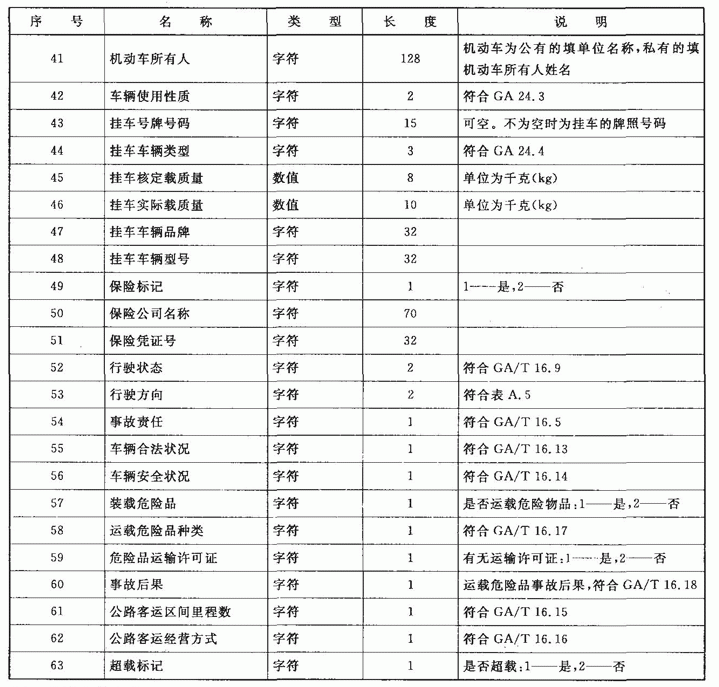 序 号 名 称 类 型 长 度 说 明
41 机动车所有人 字符 128 机动车为公有的填单位名称,私有的填
机动车所有人姓名
42 车辆使用性质 字符 2 符合 GA 24.3
43 挂车号牌号码 字符 15 可空。不为空时为挂车的牌照号码
44 挂车车辆类型 字符 3 符合 GA 24.4
45 挂车核定载质量 数值 8 单位为千克(kg)
46 挂车实际载质量 数值 10 单位为千克(kg)
47 挂车车辆品牌 字符 32
48 挂车车辆型号 字符 32
49 保险标记 字符 1 1——是,2——否
50 保险公司名称 字符 70
51 保险凭证号 字符 32
52 行驶状态 字符 2 符合 GA/T 16.9
53 行驶方向 字符 2 符合表 A.5
54 事故责任 字符 1 符合 GA/T 16.5
55 车辆合法状况 字符 1 符合 GA/T 16.13
56 车辆安全状况 字符 1 符合 GA/T 16.14
57 装载危险品 字符 1 是否运载危险物品:1——是,2——否
58 运载危险品种类 字符 1 符合 GA/T 16.17
59 危险品运输许可证 字符 1 有无运输许可证:1——是,2——否
60 事故后果 字符 1 运载危险品事故后果,符合 GA/T 16.18
61 公路客运区间里程数 字符 1 符合 GA/T 16.15
62 公路客运经营方式 字符 1 符合 GA/T 16.16
63 超载标记 字符 1 是否超载:1——是,2——否